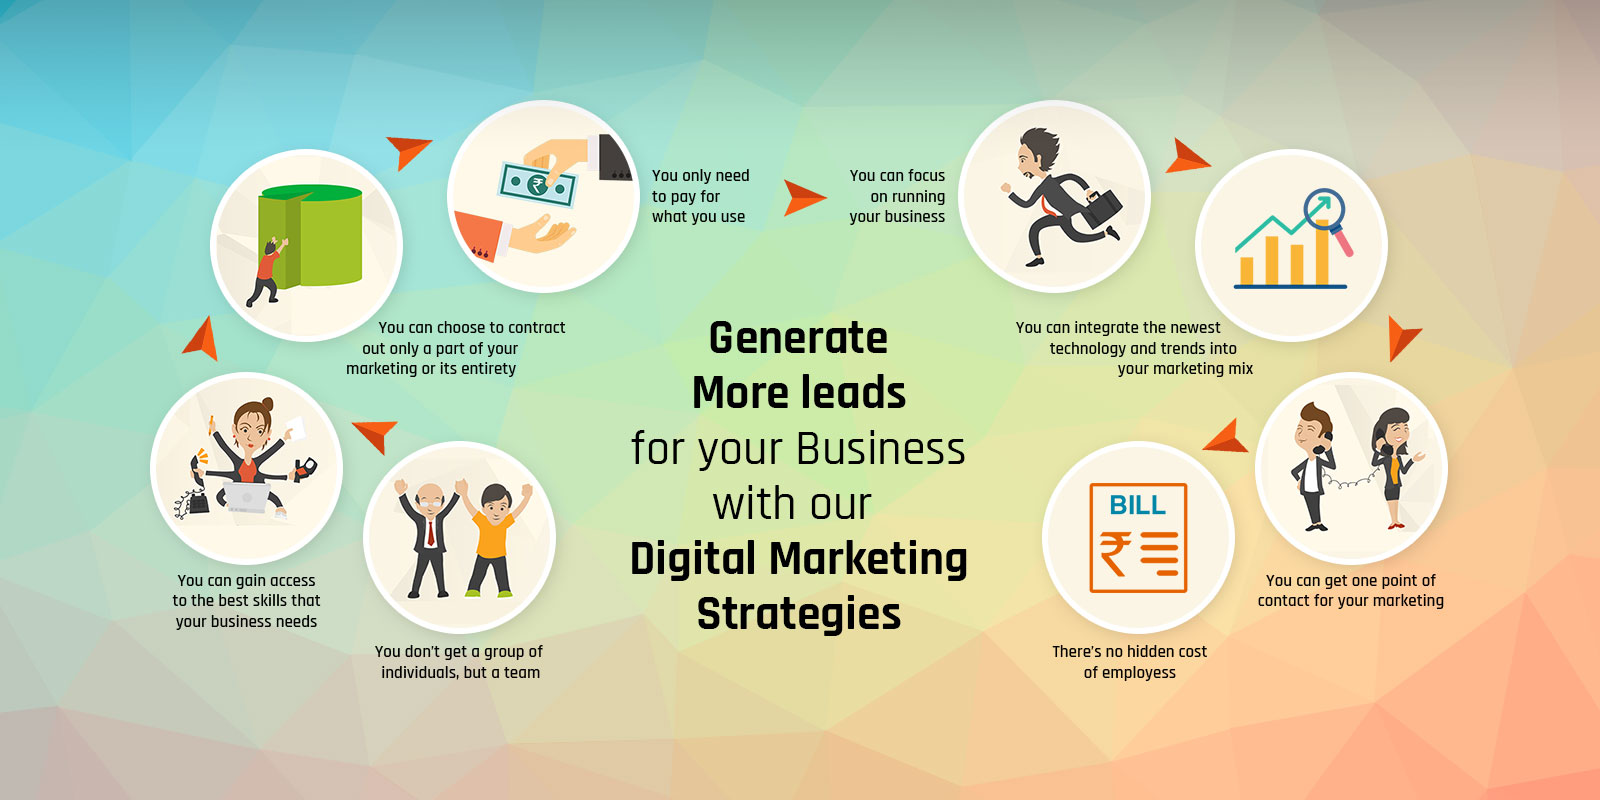 You don't get a group of
individuals, but a team
You can gain access
to the best skills that
your business needs
You can choose to contract
out only a part of your
marketing or its entirety
₹
You only need
to pay for
what you use
You can focus
on running
your business
You can integrate the newest
technology and trends into
your marketing mix
You can get one point of
contact for your marketing
BILL
₹
There's no hidden cost
of employess
Generate
More leads
for your Business
with our
Digital Marketing
Strategies